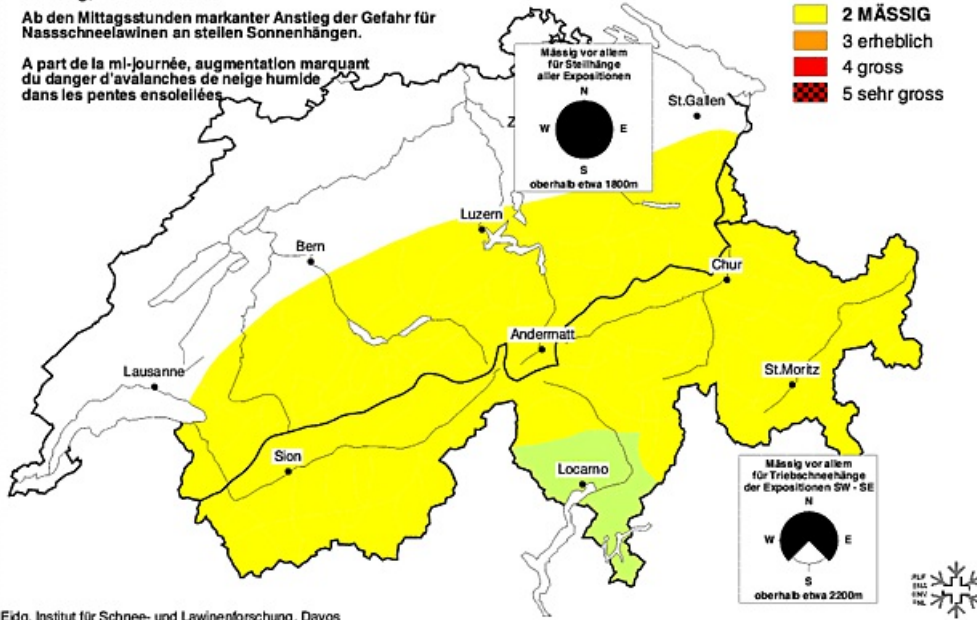 Ab den Mittagsstunden markanter Anstieg der Gefahr für
Nassschneelawinen an steilen Sonnenhängen.
A part de la mi-journée, augmentation marquant
du danger d'avalanches de neige humide
dans les pentes ensoleilées
2 MÄSSIG
3 erheblich
4 gross
5 sehr gross
Mässig vor allem
für Steilhänge
aller Expositionen
N
W E
S
oberhalb etwa 1800m
St.Gallen
Z
Luzern
Bern
Chur
Andermatt
Lausanne
St.Moritz
Sion
Locarno
Mässig vor allem
für Triebschneehänge
der Expositionen SW - SE
N
W E
S
oberhalb etwa 2200m
Eidg. Institut für Schnee- und Lawinenforschung, Davos